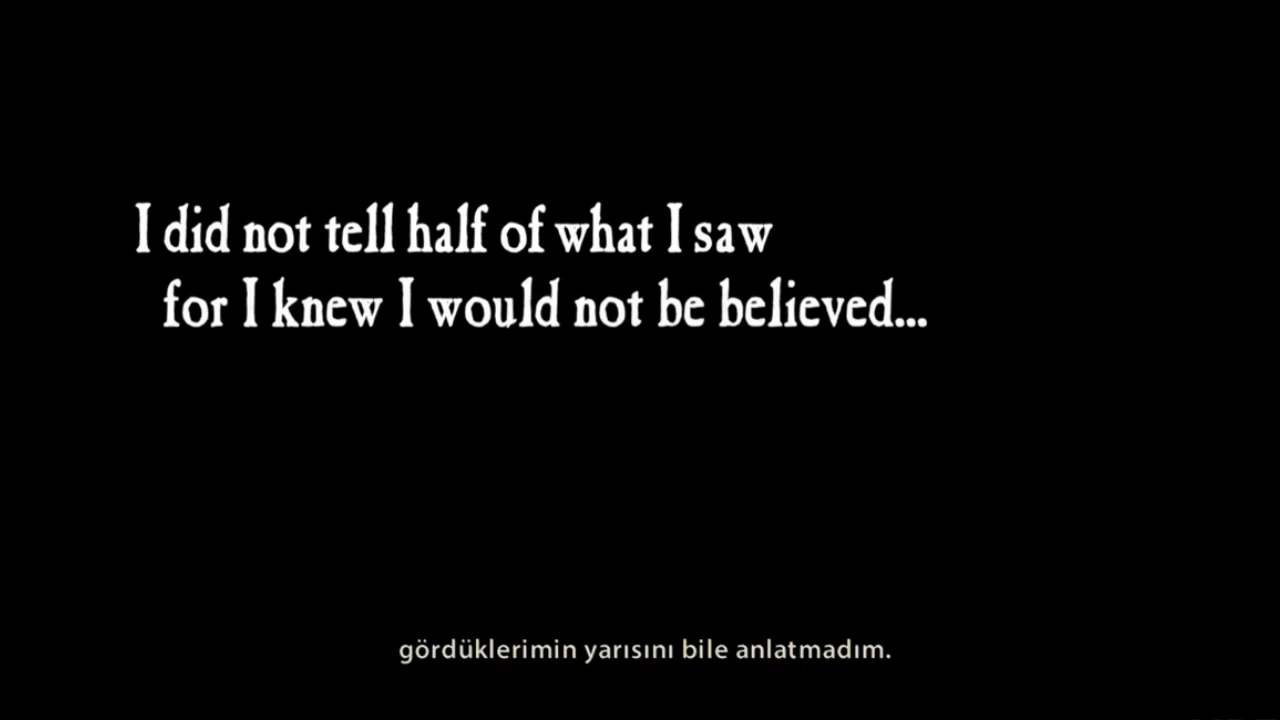 I did not tell half of what I saw
for I knew I would not be believed...
gördüklerimin yarısını bile anlatmadım.